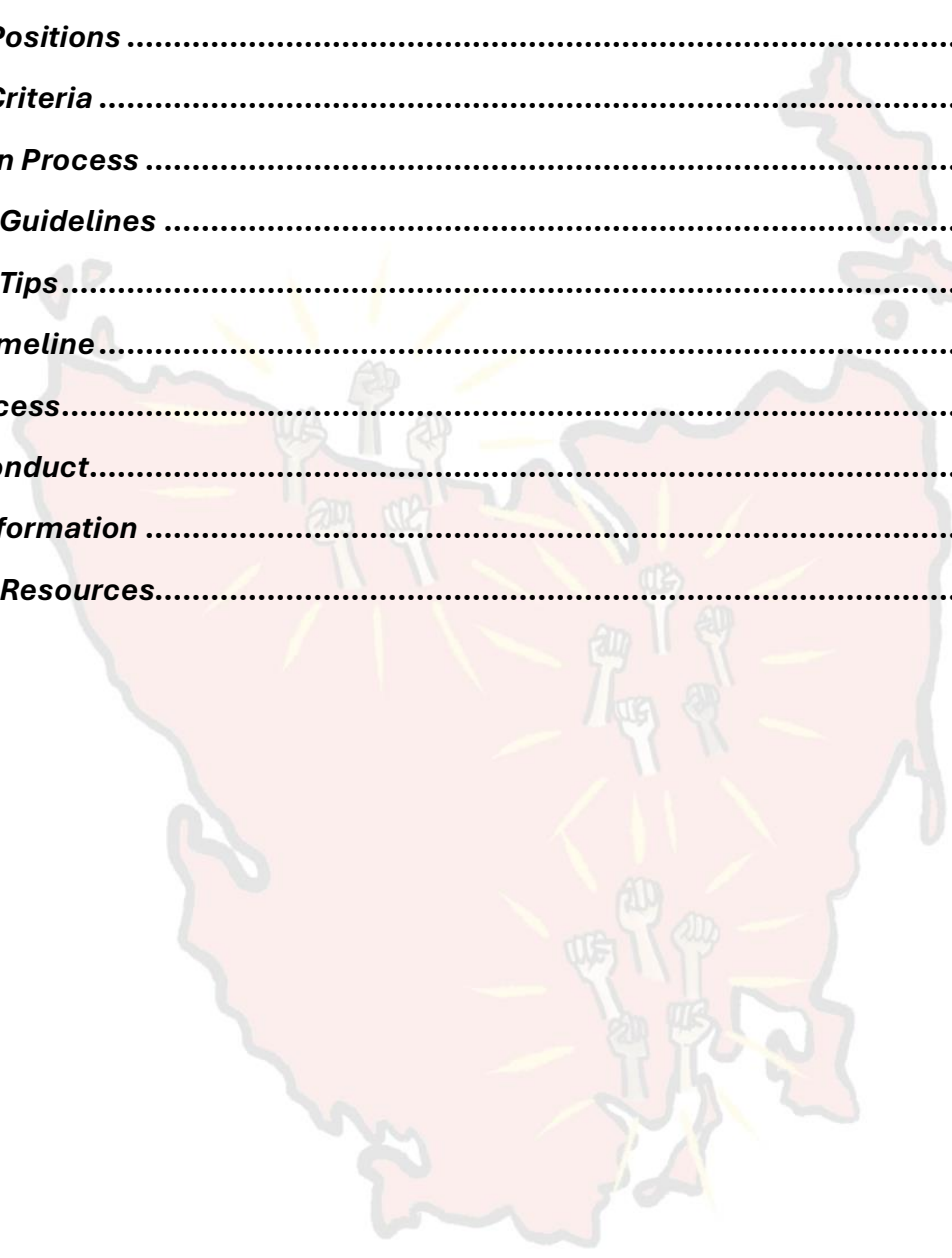 Positions ..........................................................................................
Criteria .............................................................................................
n Process ........................................................................................
Guidelines ......................................................................................
Tips.................................................................................................
meline.............................................................................................
cess.................................................................................................
onduct..............................................................................................
formation ........................................................................................
Resources.......................................................................................